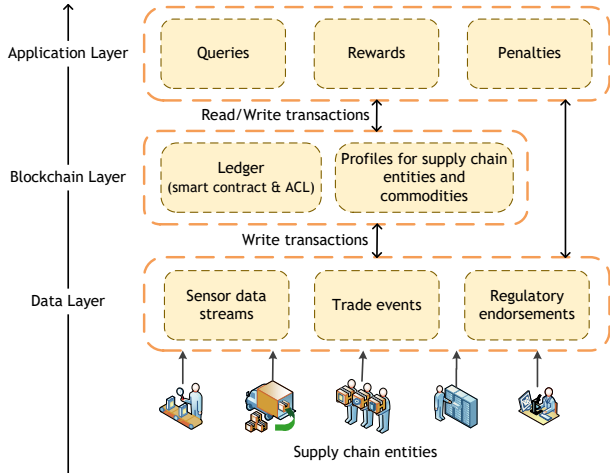 Application Layer
Queries
Rewards
Penalties
Read/Write transactions
Blockchain Layer
Ledger
(smart contract & ACL)
Profiles for supply chain
entities and
commodities
Write transactions
Data Layer
Sensor data
streams
Trade events
Regulatory
endorsements
Supply chain entities